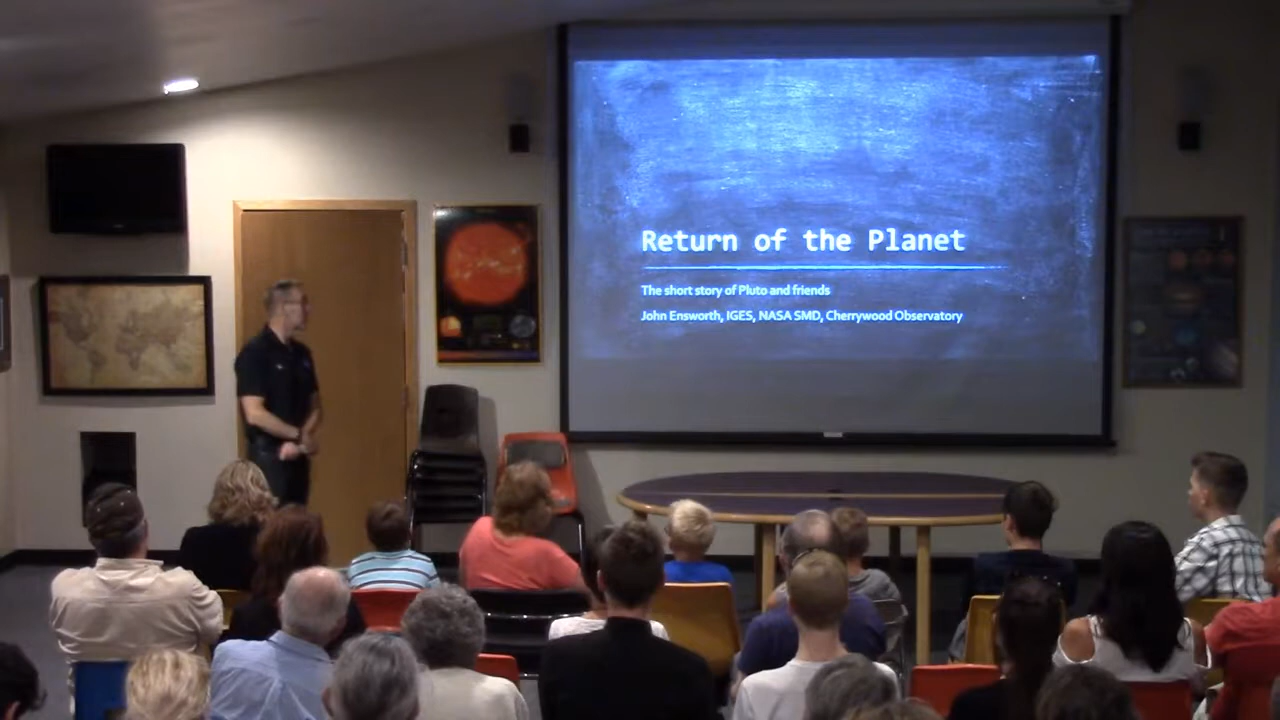 Return of the Planet
The short story of Pluto and friends
John Ensworth, IGES, NASA SMD, Cherrywood Observatory